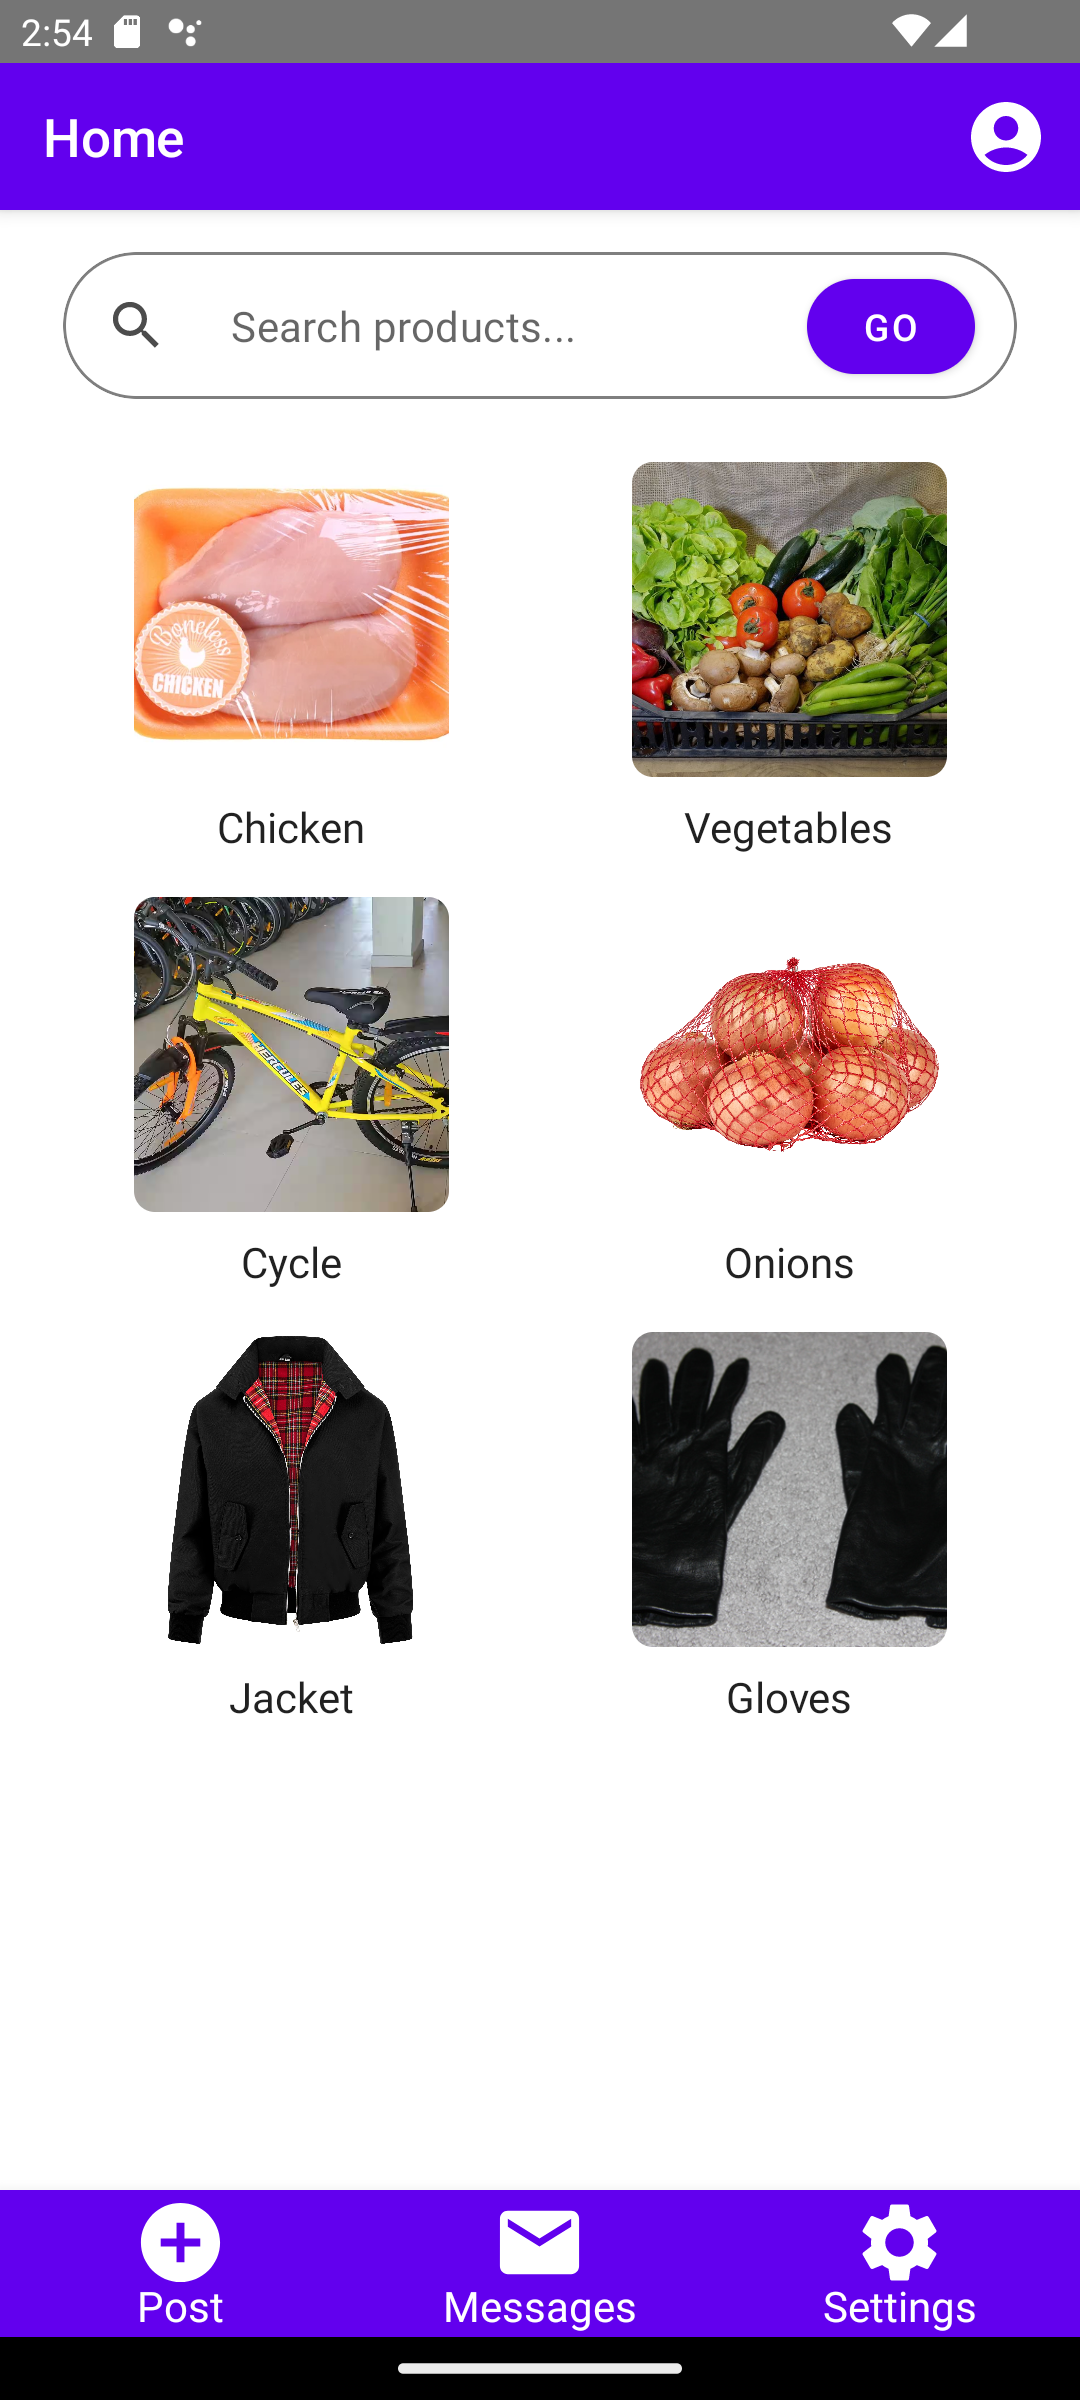 2:54
Home
Search products...
GO
Boneless
CHICKEN
Chicken
Vegetables
HERCULES
Cycle
Onions
Jacket
Gloves
Post
Messages
Settings